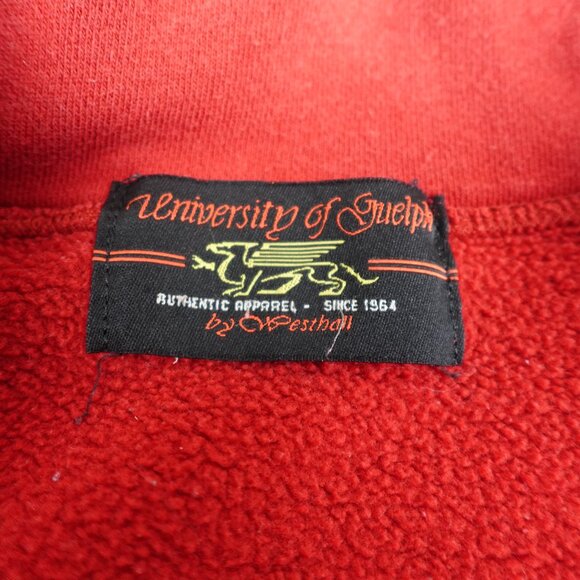 University of Guelph
AUTHENTIC APPAREL - SINCE 1964
by Westhall